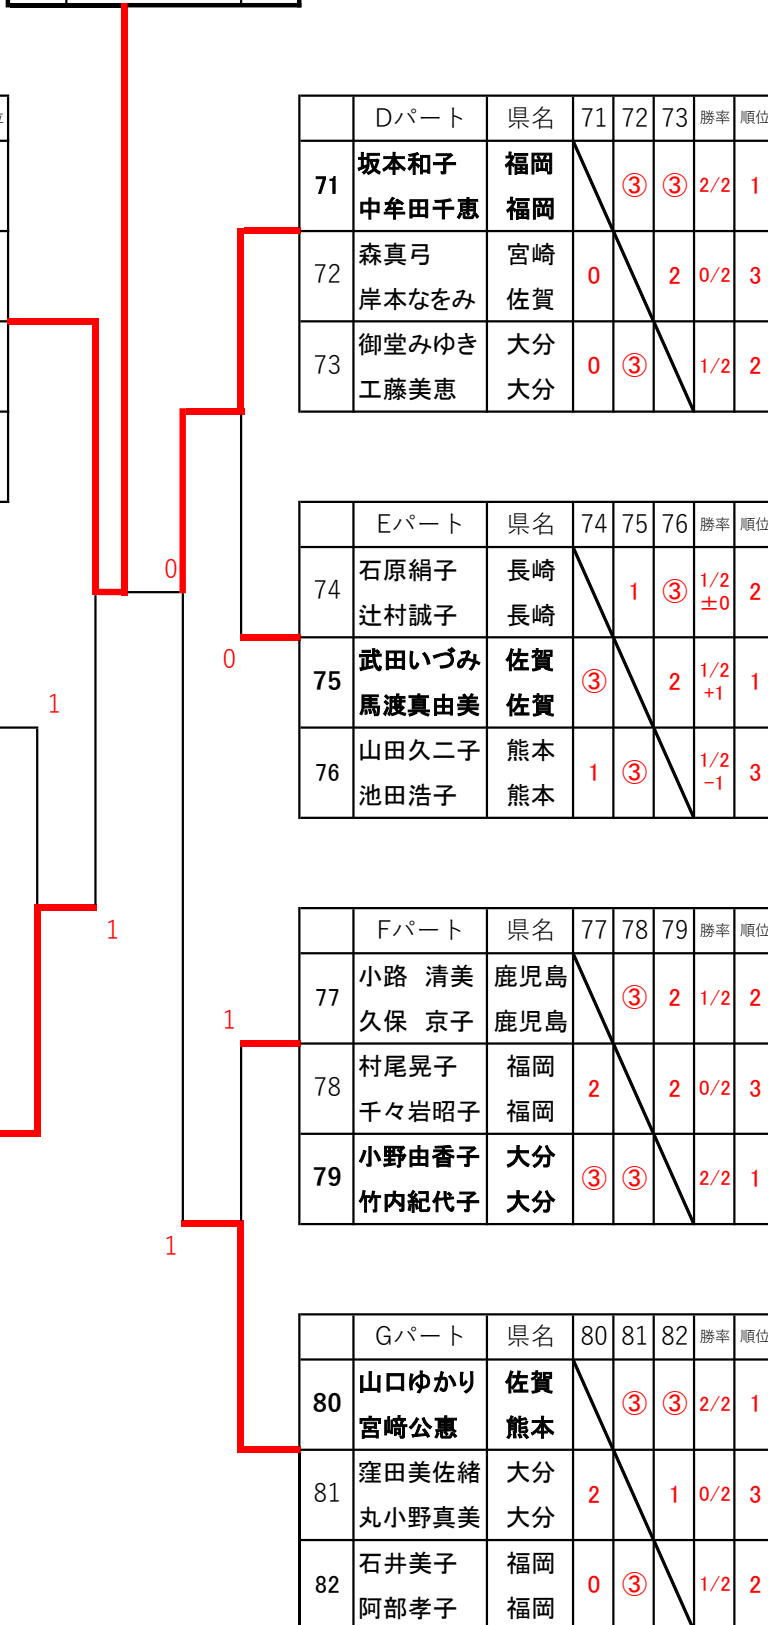 Dパート 県名 71 72 73 勝率 順位
71 坂本和子 福岡 ③ ③ 2/2 1
中牟田千恵 福岡
72 森真弓 宮崎 0 2 0/2 3
岸本なをみ 佐賀
73 御堂みゆき 大分 0 ③ 1/2 2
工藤美恵 大分
0
0
Eパート 県名 74 75 76 勝率 順位
74 石原絹子 長崎 1 ③ 1/2 ±0 2
辻村誠子 長崎
75 武田いづみ 佐賀 ③ 2 1/2 +1 1
馬渡真由美 佐賀
76 山田久二子 熊本 1 ③ 1/2 −1 3
池田浩子 熊本
1
1
Fパート 県名 77 78 79 勝率 順位
77 小路 清美 鹿児島 ③ 2 1/2 2
久保 京子 鹿児島
78 村尾晃子 福岡 2 2 0/2 3
千々岩昭子 福岡
79 小野由香子 大分 ③ ③ 2/2 1
竹内紀代子 大分
1
1
Gパート 県名 80 81 82 勝率 順位
80 山口ゆかり 佐賀 ③ ③ 2/2 1
宮﨑公惠 熊本
81 窪田美佐緒 大分 2 1 0/2 3
丸小野真美 大分
82 石井美子 福岡 0 ③ 1/2 2
阿部孝子 福岡